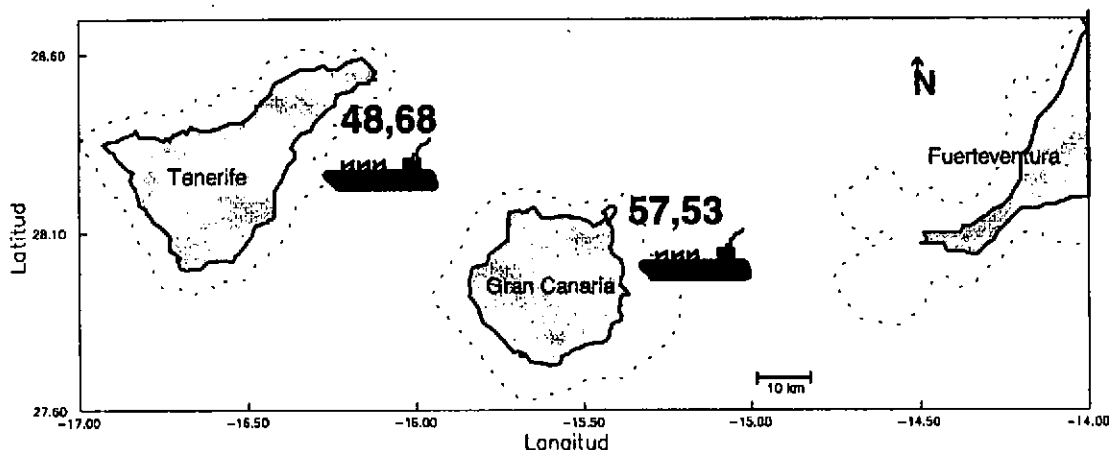 28.60
N
48,68
Fuerteventura
Tenerife
57,53
28.10
Latitud
Gran Canaria
10 km
27.60
-17.00
-16.50
-16.00
-15.50
-15.00
-14.50
-14.00
Longitud